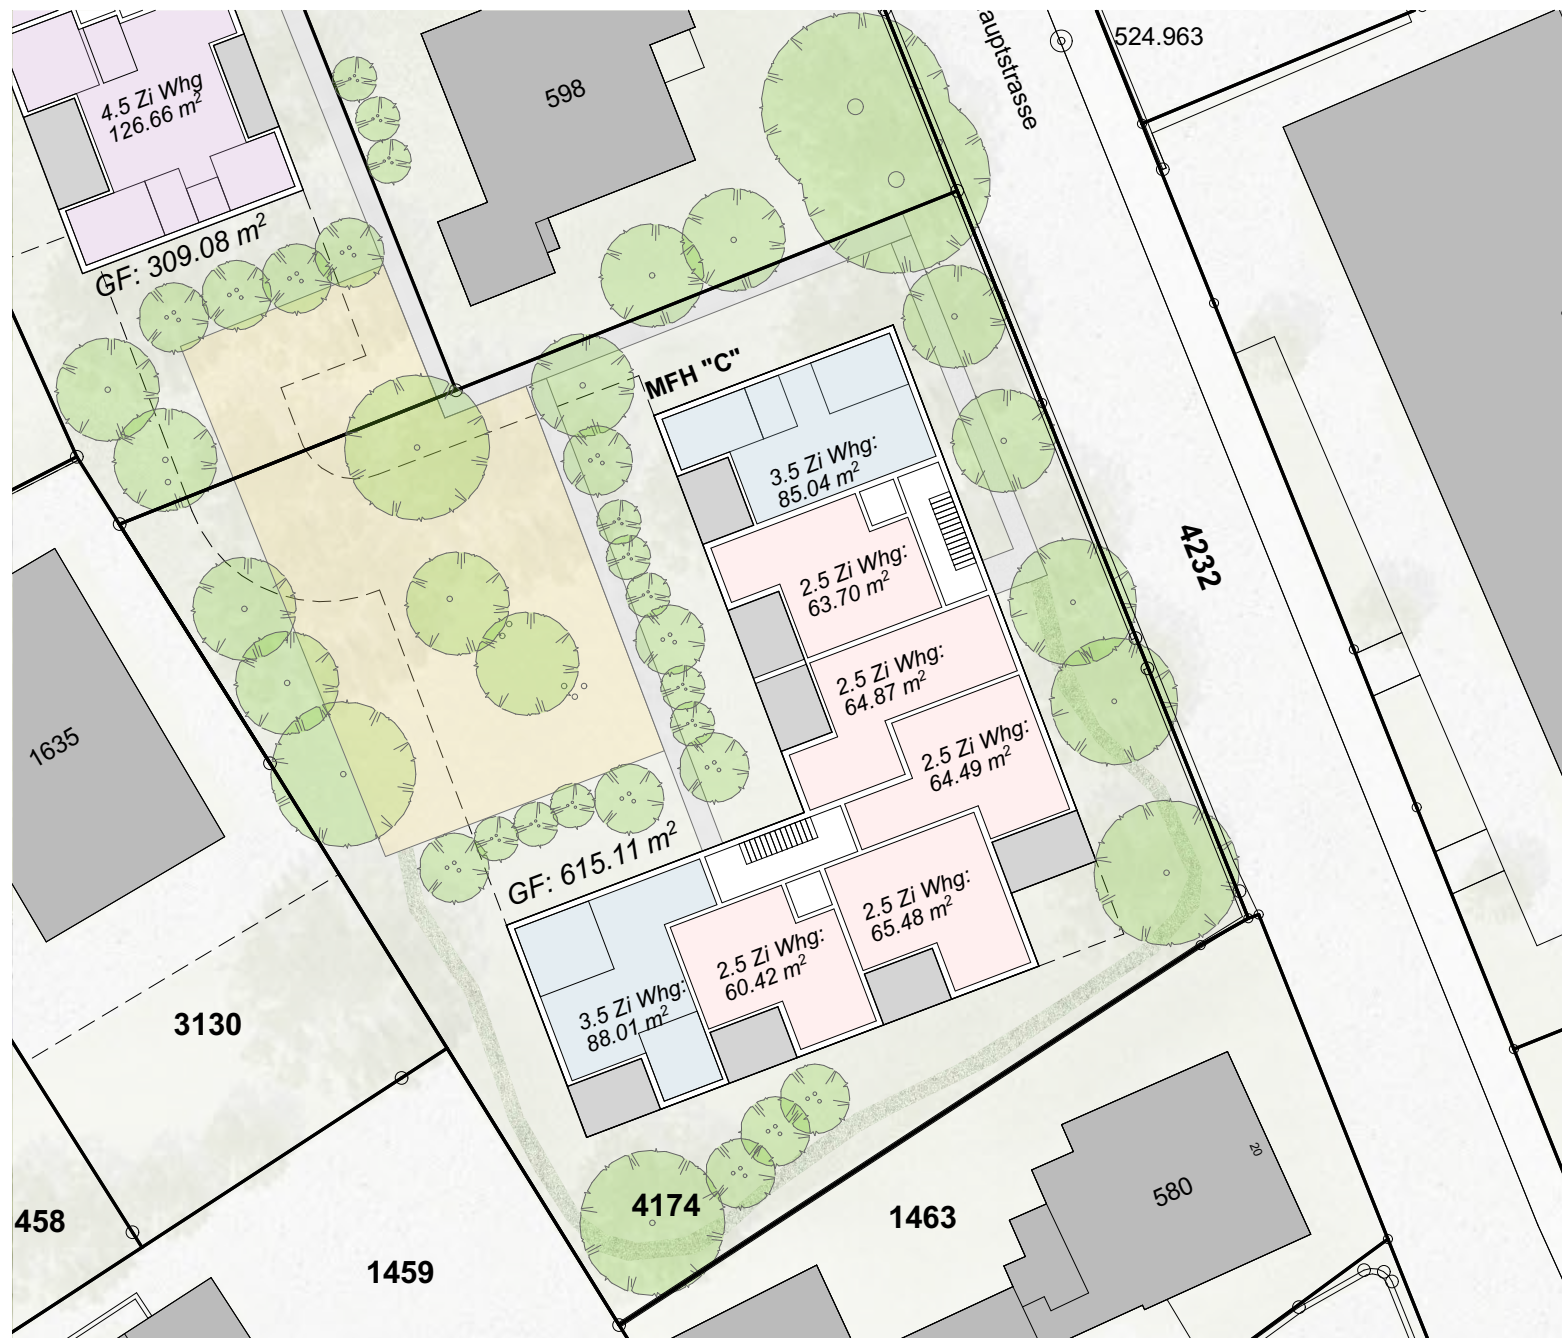 4.5 Zi Whg
126.66 m²
GF: 309.08 m²
598
auptstrasse
524.963
MFH "C"
3.5 Zi Whg:
85.04 m²
2.5 Zi Whg:
63.70 m²
2.5 Zi Whg:
64.87 m²
2.5 Zi Whg:
64.49 m²
4232
1635
GF: 615.11 m²
2.5 Zi Whg:
65.48 m²
2.5 Zi Whg:
60.42 m²
3.5 Zi Whg:
88.01 m²
3130
458
1459
4174
1463
580
20